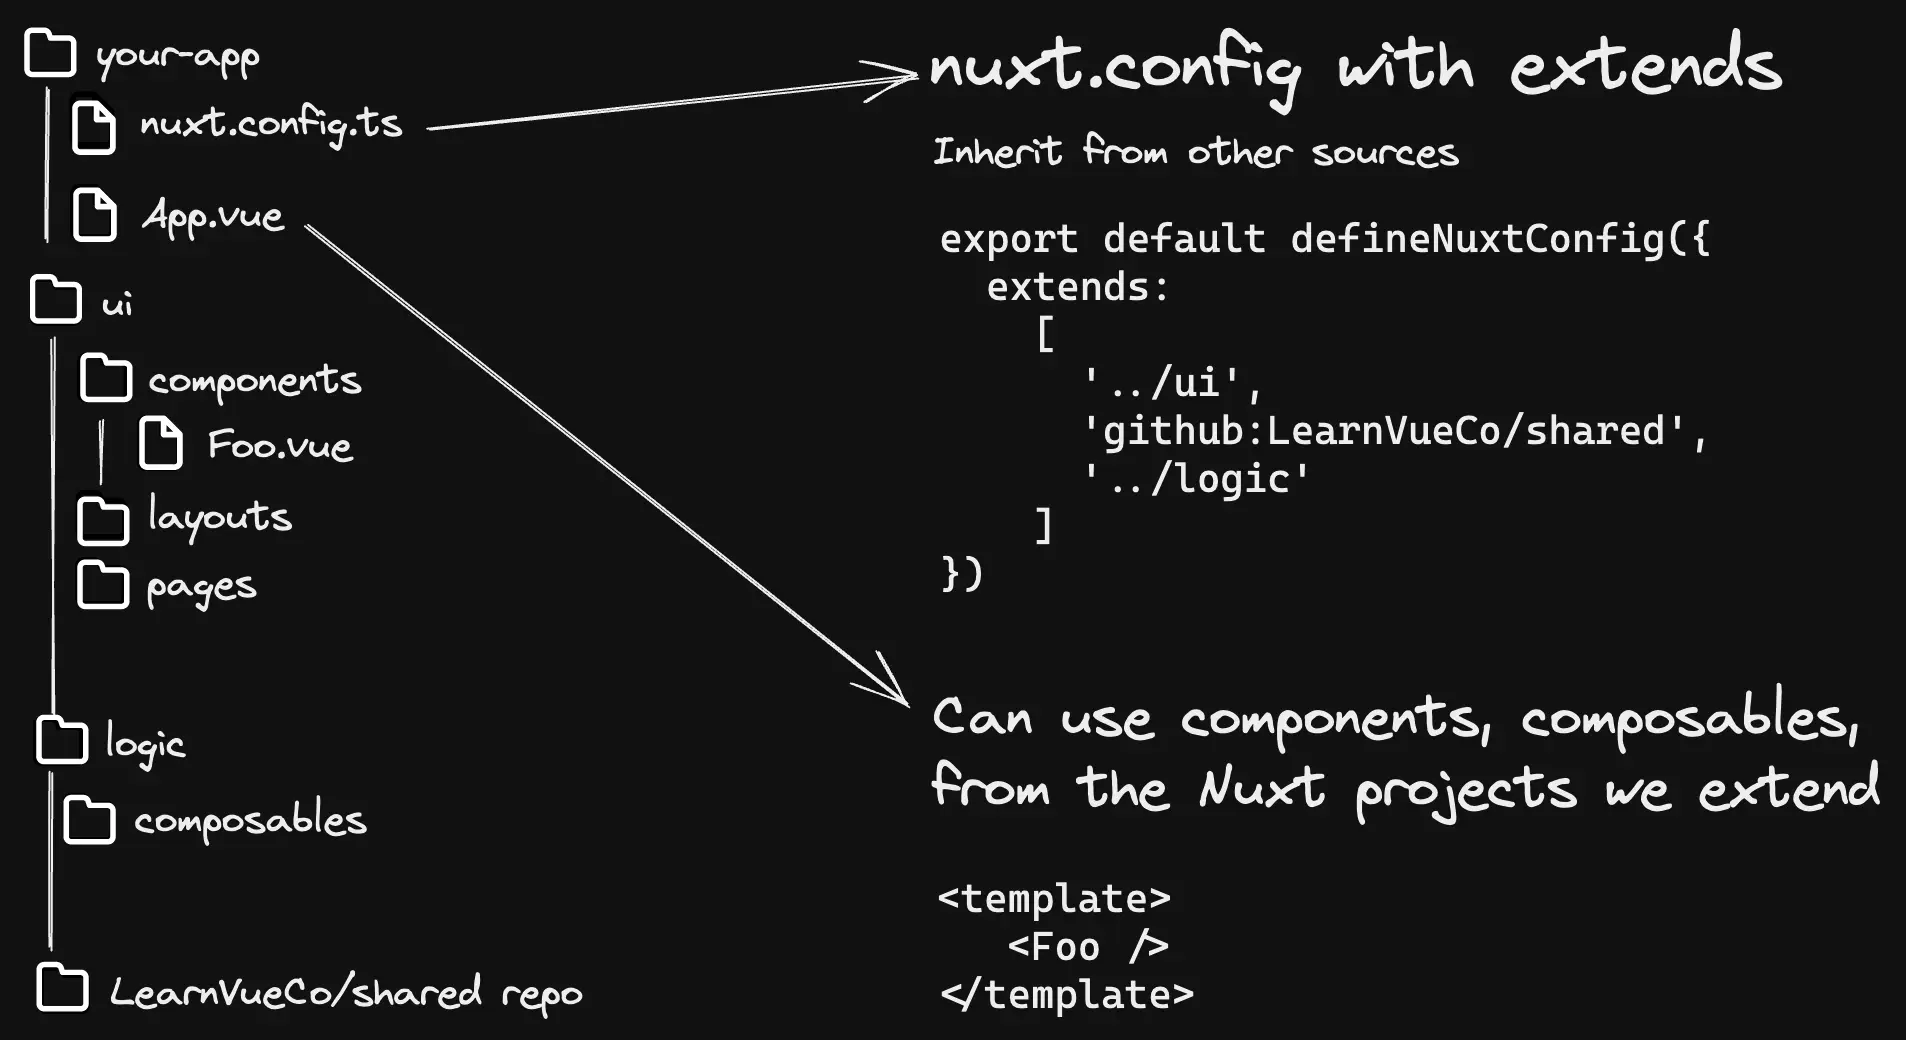 your-app
nuxt.config.ts
App.vue
ui
components
Foo.vue
layouts
pages
logic
composables
LearnVueCo/shared repo
nuxt.config with extends
Inherit from other sources
export default defineNuxtConfig({
  extends:
    [
      '../ui',
      'github:LearnVueCo/shared',
      '../logic'
    ]
})
Can use components, composables,
from the Nuxt projects we extend
<template>
   <Foo />
</template>